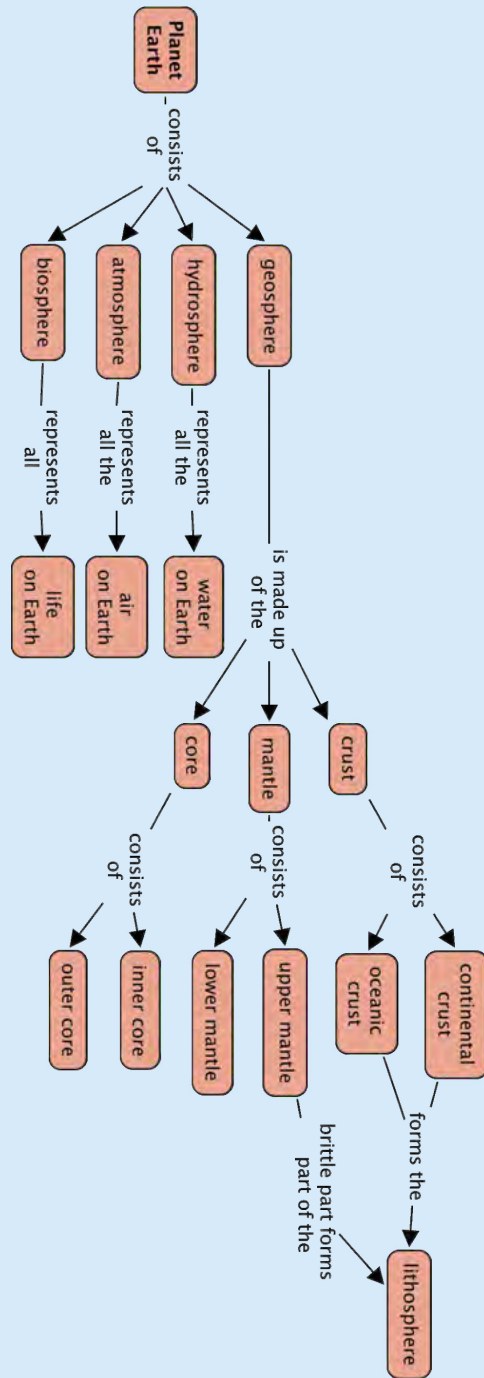 Planet
Earth
consists
of
geosphere
hydrosphere
atmosphere
biosphere
is made up
of the
represents
all the
represents
all the
represents
all
water
on Earth
air
on Earth
life
on Earth
crust
mantle
core
consists
of
consists
of
consists
of
continental
crust
oceanic
crust
upper mantle
lower mantle
inner core
outer core
forms the
brittle part forms
part of the
lithosphere